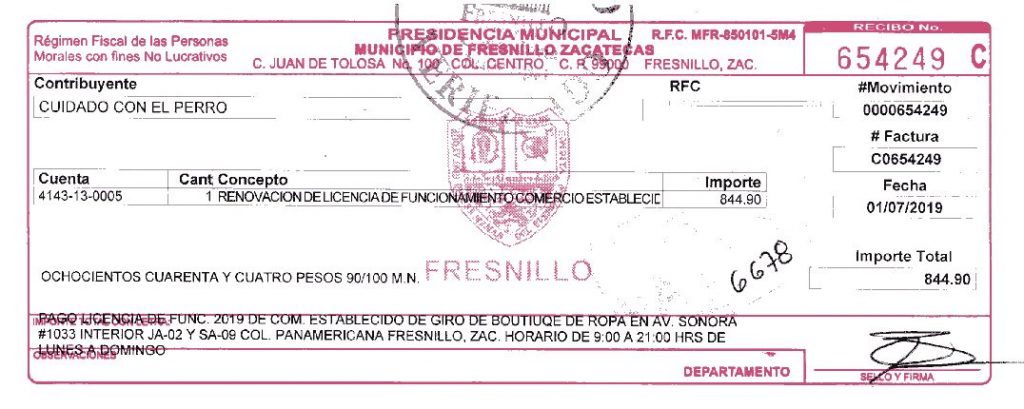 Régimen Fiscal de las Personas
Morales con fines No Lucrativos
PRESIDENCIA MUNICIPAL R.F.C. MFR-850101-5M4
MUNICIPIO DE FRESNILLO ZACATECAS
C. JUAN DE TOLOSA No. 100 COL. CENTRO C. P. 99000 FRESNILLO, ZAC.
RECIBO No.
654249 C
Contribuyente
RFC
CUIDADO CON EL PERRO
#Movimiento
0000654249
# Factura
C0654249
Cuenta Cant Concepto Importe
4143-13-0005 1 RENOVACION DE LICENCIA DE FUNCIONAMIENTO COMERCIO ESTABLECID 844.90
Fecha
01/07/2019
FRESNILLO
6678
Importe Total
844.90
OCHOCIENTOS CUARENTA Y CUATRO PESOS 90/100 M.N.
PAGO LICENCIA DE FUNC. 2019 DE COM. ESTABLECIDO DE GIRO DE BOUTIUQE DE ROPA EN AV. SONORA
IMPORTE TOTAL CON LETRA
#1033 INTERIOR JA-02 Y SA-09 COL. PANAMERICANA FRESNILLO, ZAC. HORARIO DE 9:00 A 21:00 HRS DE
LUNES A DOMINGO
OBSERVACIONES
DEPARTAMENTO
SELLO Y FIRMA